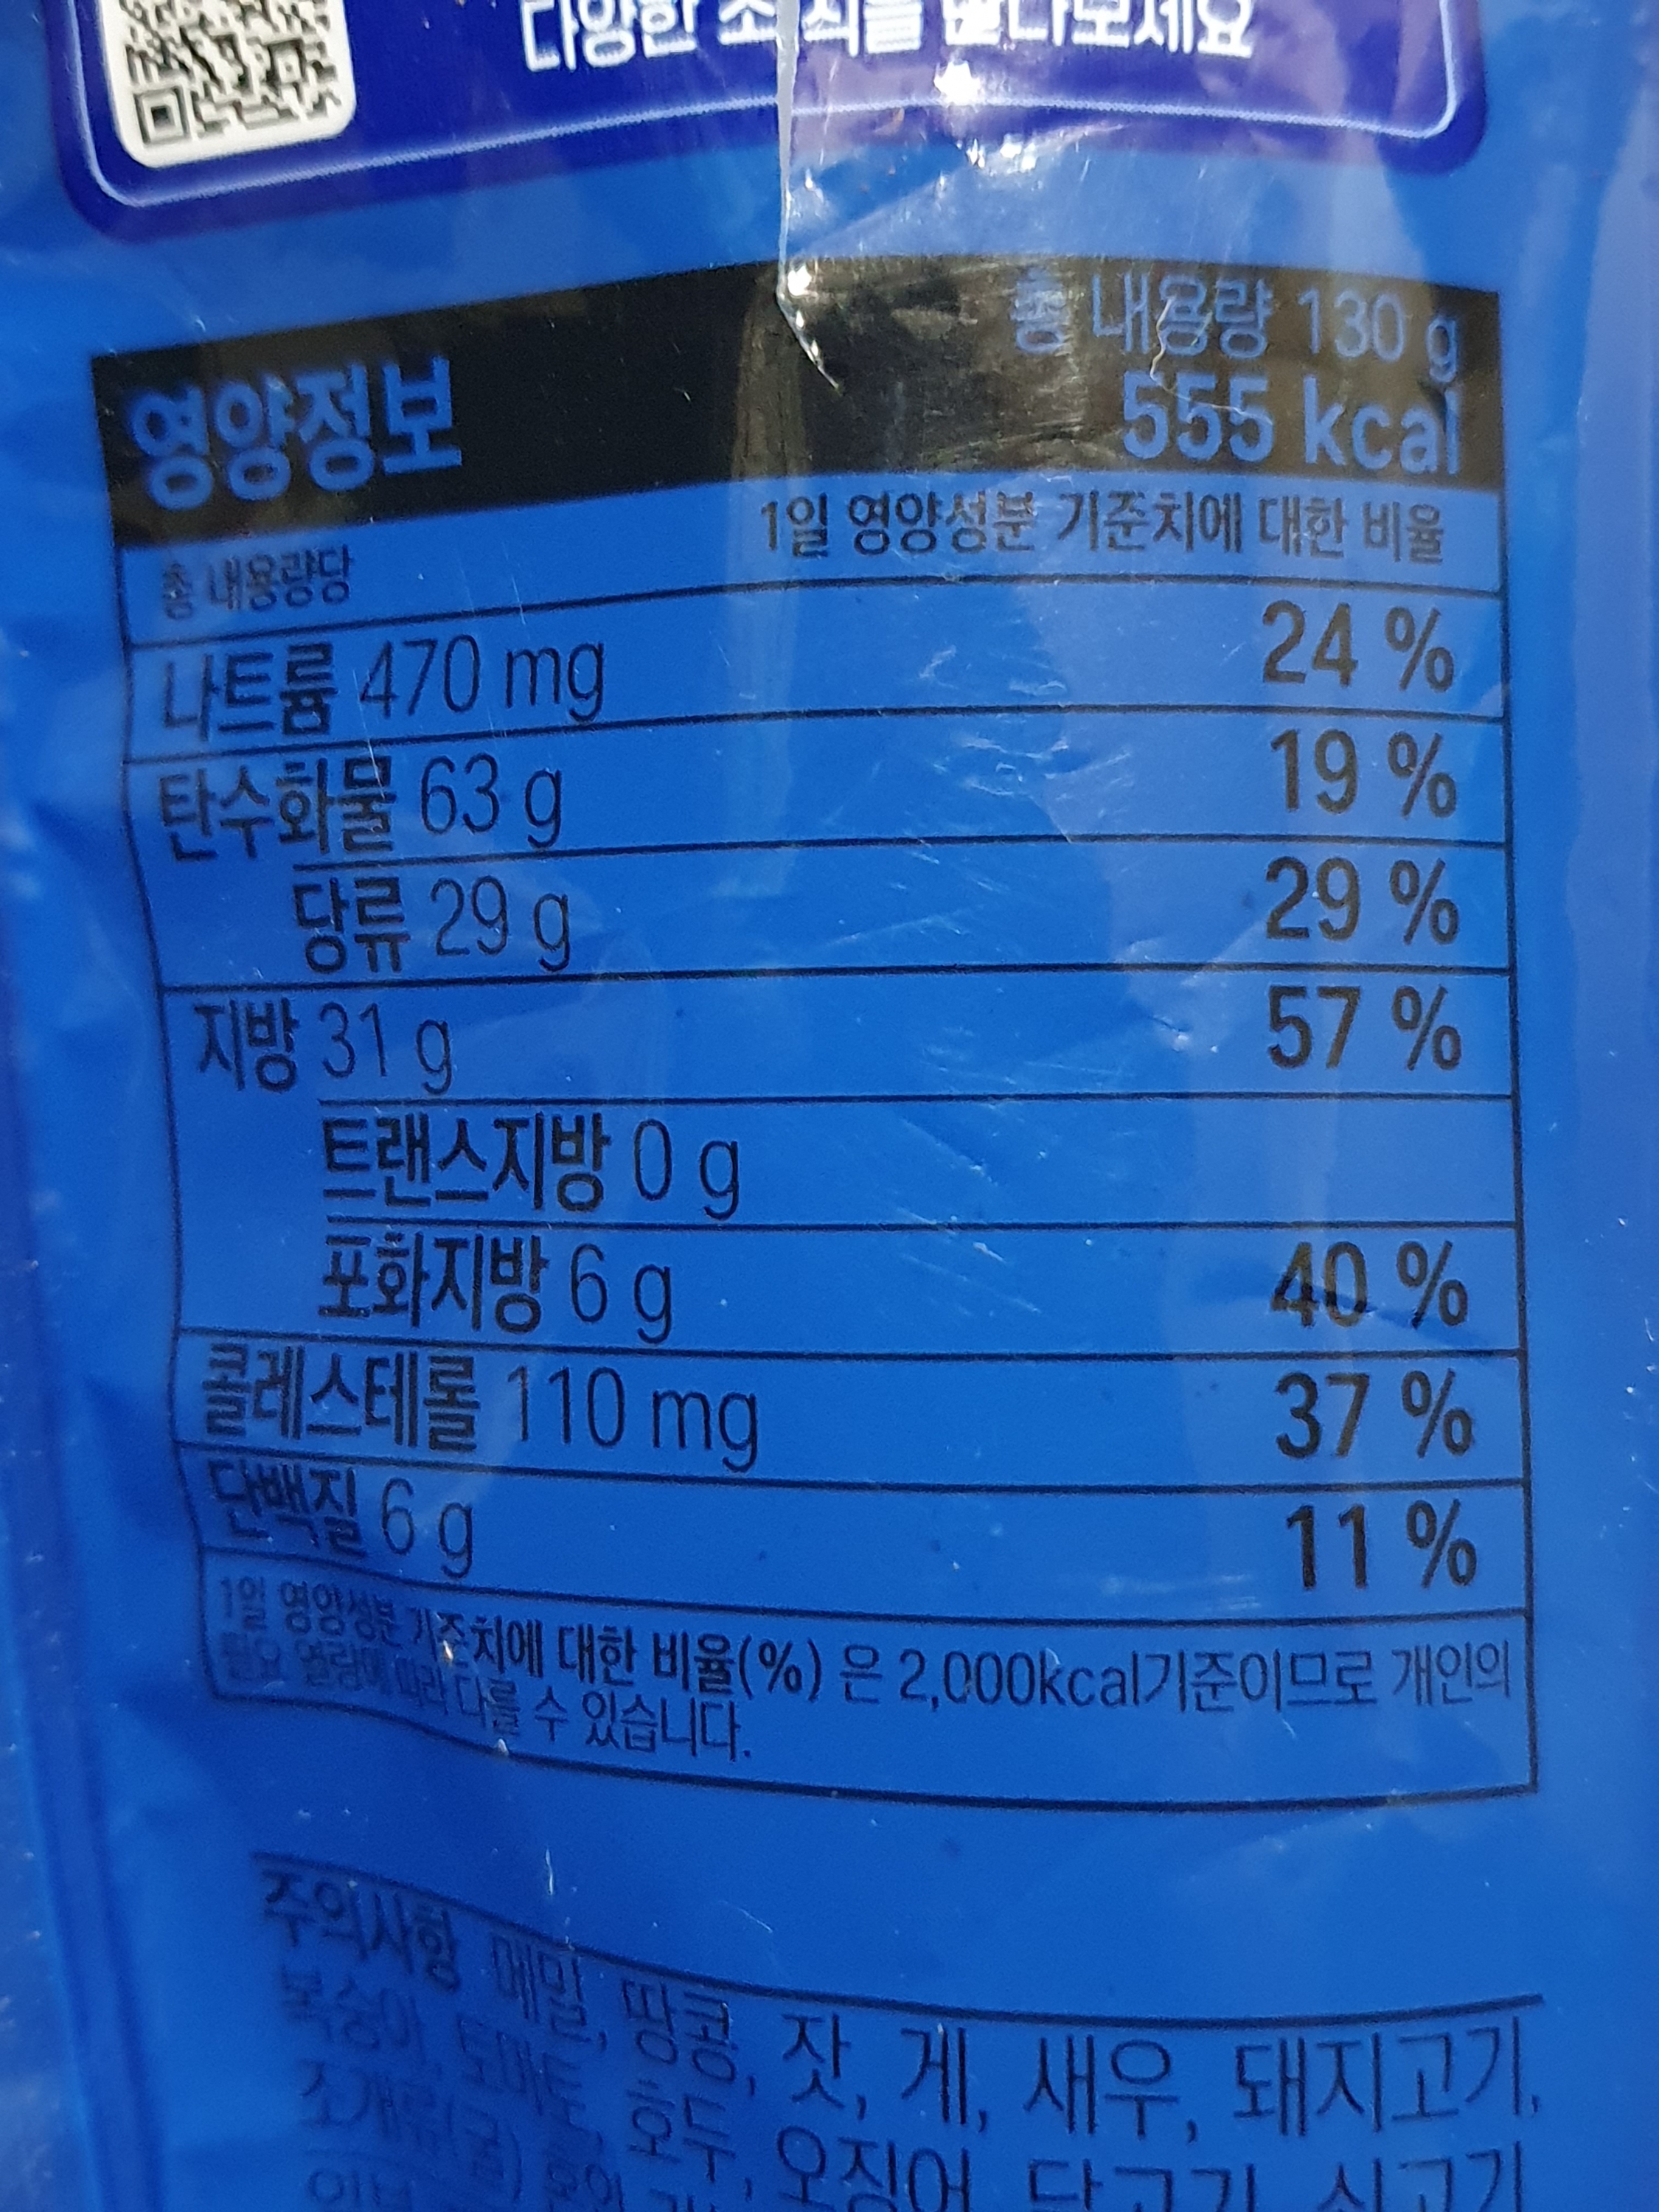 다양한 소식을 만나보세요
영양정보
총 내용량 130 g
555 kcal
총 내용량당
1일 영양성분 기준치에 대한 비율
나트륨 470 mg 24 %
탄수화물 63 g 19 %
당류 29 g 29 %
지방 31 g 57 %
트랜스지방 0 g
포화지방 6 g 40 %
콜레스테롤 110 mg 37 %
단백질 6 g 11 %
1일 영양성분 기준치에 대한 비율(%) 은 2,000kcal기준이므로 개인의
필요 열량에 따라 다를 수 있습니다.
주의사항 메밀, 땅콩, 잣, 게, 새우, 돼지고기,
복숭아, 토마토, 호두, 오징어, 닭고기, 쇠고기
조개류(굴)